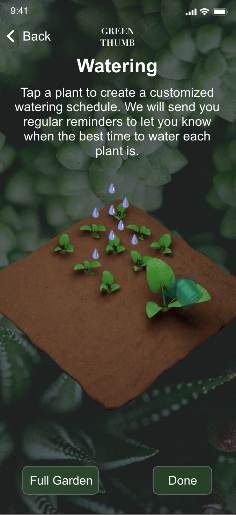 9:41
Back
GREEN
THUMB
Watering
Tap a plant to create a customized
watering schedule. We will send you
regular reminders to let you know
when the best time to water each
plant is.
Full Garden
Done